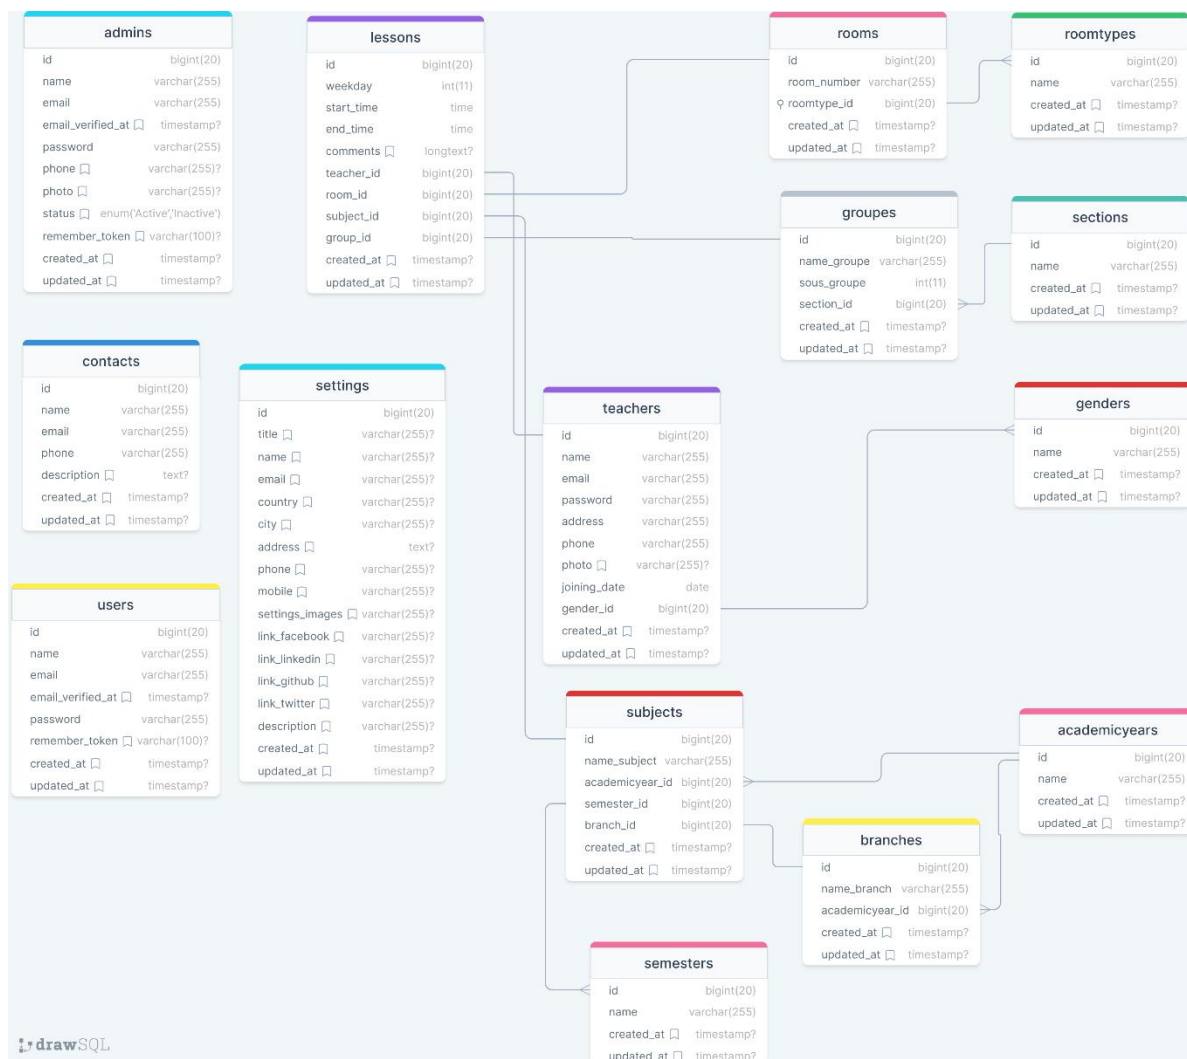 admins
id bigint(20)
name varchar(255)
email varchar(255)
email_verified_at timestamp?
password varchar(255)
phone varchar(255)?
photo varchar(255)?
status enum('Active','Inactive')
remember_token varchar(100)?
created_at timestamp?
updated_at timestamp?
lessons
id bigint(20)
weekday int(11)
start_time time
end_time time
comments longtext?
teacher_id bigint(20)
room_id bigint(20)
subject_id bigint(20)
group_id bigint(20)
created_at timestamp?
updated_at timestamp?
rooms
id bigint(20)
room_number varchar(255)
roomtype_id bigint(20)
created_at timestamp?
updated_at timestamp?
roomtypes
id bigint(20)
name varchar(255)
created_at timestamp?
updated_at timestamp?
groupes
id bigint(20)
name_groupe varchar(255)
sous_groupe int(11)
section_id bigint(20)
created_at timestamp?
updated_at timestamp?
sections
id bigint(20)
name varchar(255)
created_at timestamp?
updated_at timestamp?
contacts
id bigint(20)
name varchar(255)
email varchar(255)
phone varchar(255)
description text?
created_at timestamp?
updated_at timestamp?
settings
id bigint(20)
title varchar(255)?
name varchar(255)?
email varchar(255)?
country varchar(255)?
city varchar(255)?
address text?
phone varchar(255)?
mobile varchar(255)?
settings_images varchar(255)?
link_facebook varchar(255)?
link_linkedin varchar(255)?
link_github varchar(255)?
link_twitter varchar(255)?
description varchar(255)?
created_at timestamp?
updated_at timestamp?
teachers
id bigint(20)
name varchar(255)
email varchar(255)
password varchar(255)
address varchar(255)
phone varchar(255)
photo varchar(255)?
joining_date date
gender_id bigint(20)
created_at timestamp?
updated_at timestamp?
genders
id bigint(20)
name varchar(255)
created_at timestamp?
updated_at timestamp?
users
id bigint(20)
name varchar(255)
email varchar(255)
email_verified_at timestamp?
password varchar(255)
remember_token varchar(100)?
created_at timestamp?
updated_at timestamp?
subjects
id bigint(20)
name_subject varchar(255)
academicyear_id bigint(20)
semester_id bigint(20)
branch_id bigint(20)
created_at timestamp?
updated_at timestamp?
academicyears
id bigint(20)
name varchar(255)
created_at timestamp?
updated_at timestamp?
branches
id bigint(20)
name_branch varchar(255)
academicyear_id bigint(20)
created_at timestamp?
updated_at timestamp?
semesters
id bigint(20)
name varchar(255)
created_at timestamp?
updated_at timestamp?
drawSQL